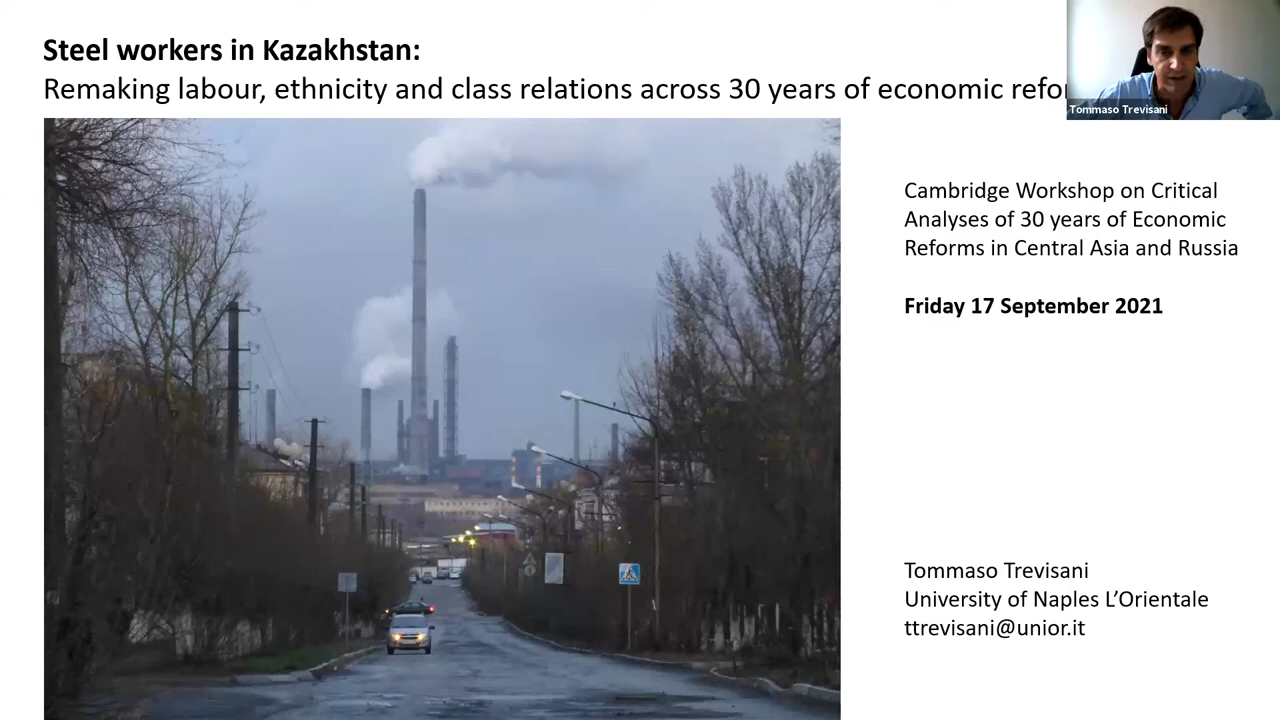 Steel workers in Kazakhstan:
Remaking labour, ethnicity and class relations across 30 years of economic
Tommaso Trevisani
Cambridge Workshop on Critical
Analyses of 30 years of Economic
Reforms in Central Asia and Russia
Friday 17 September 2021
Tommaso Trevisani
University of Naples L’Orientale
ttrevisani@unior.it